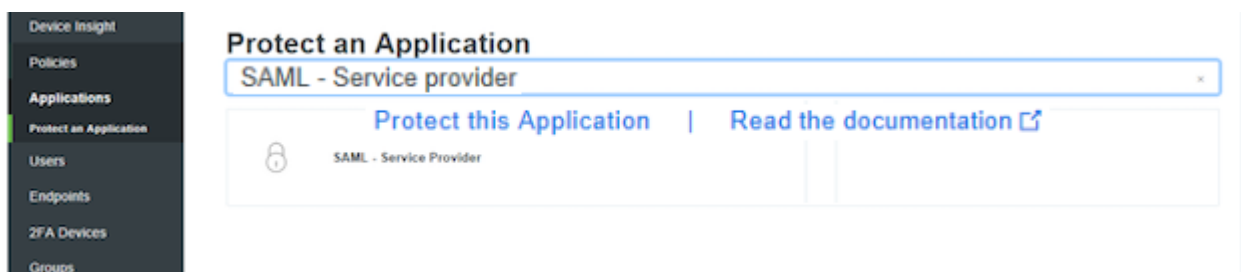 Device Insight
Policies
Applications
Protect an Application
Users
Endpoints
2FA Devices
Groups
Protect an Application
SAML - Service provider ×
Protect this Application | Read the documentation
SAML - Service Provider